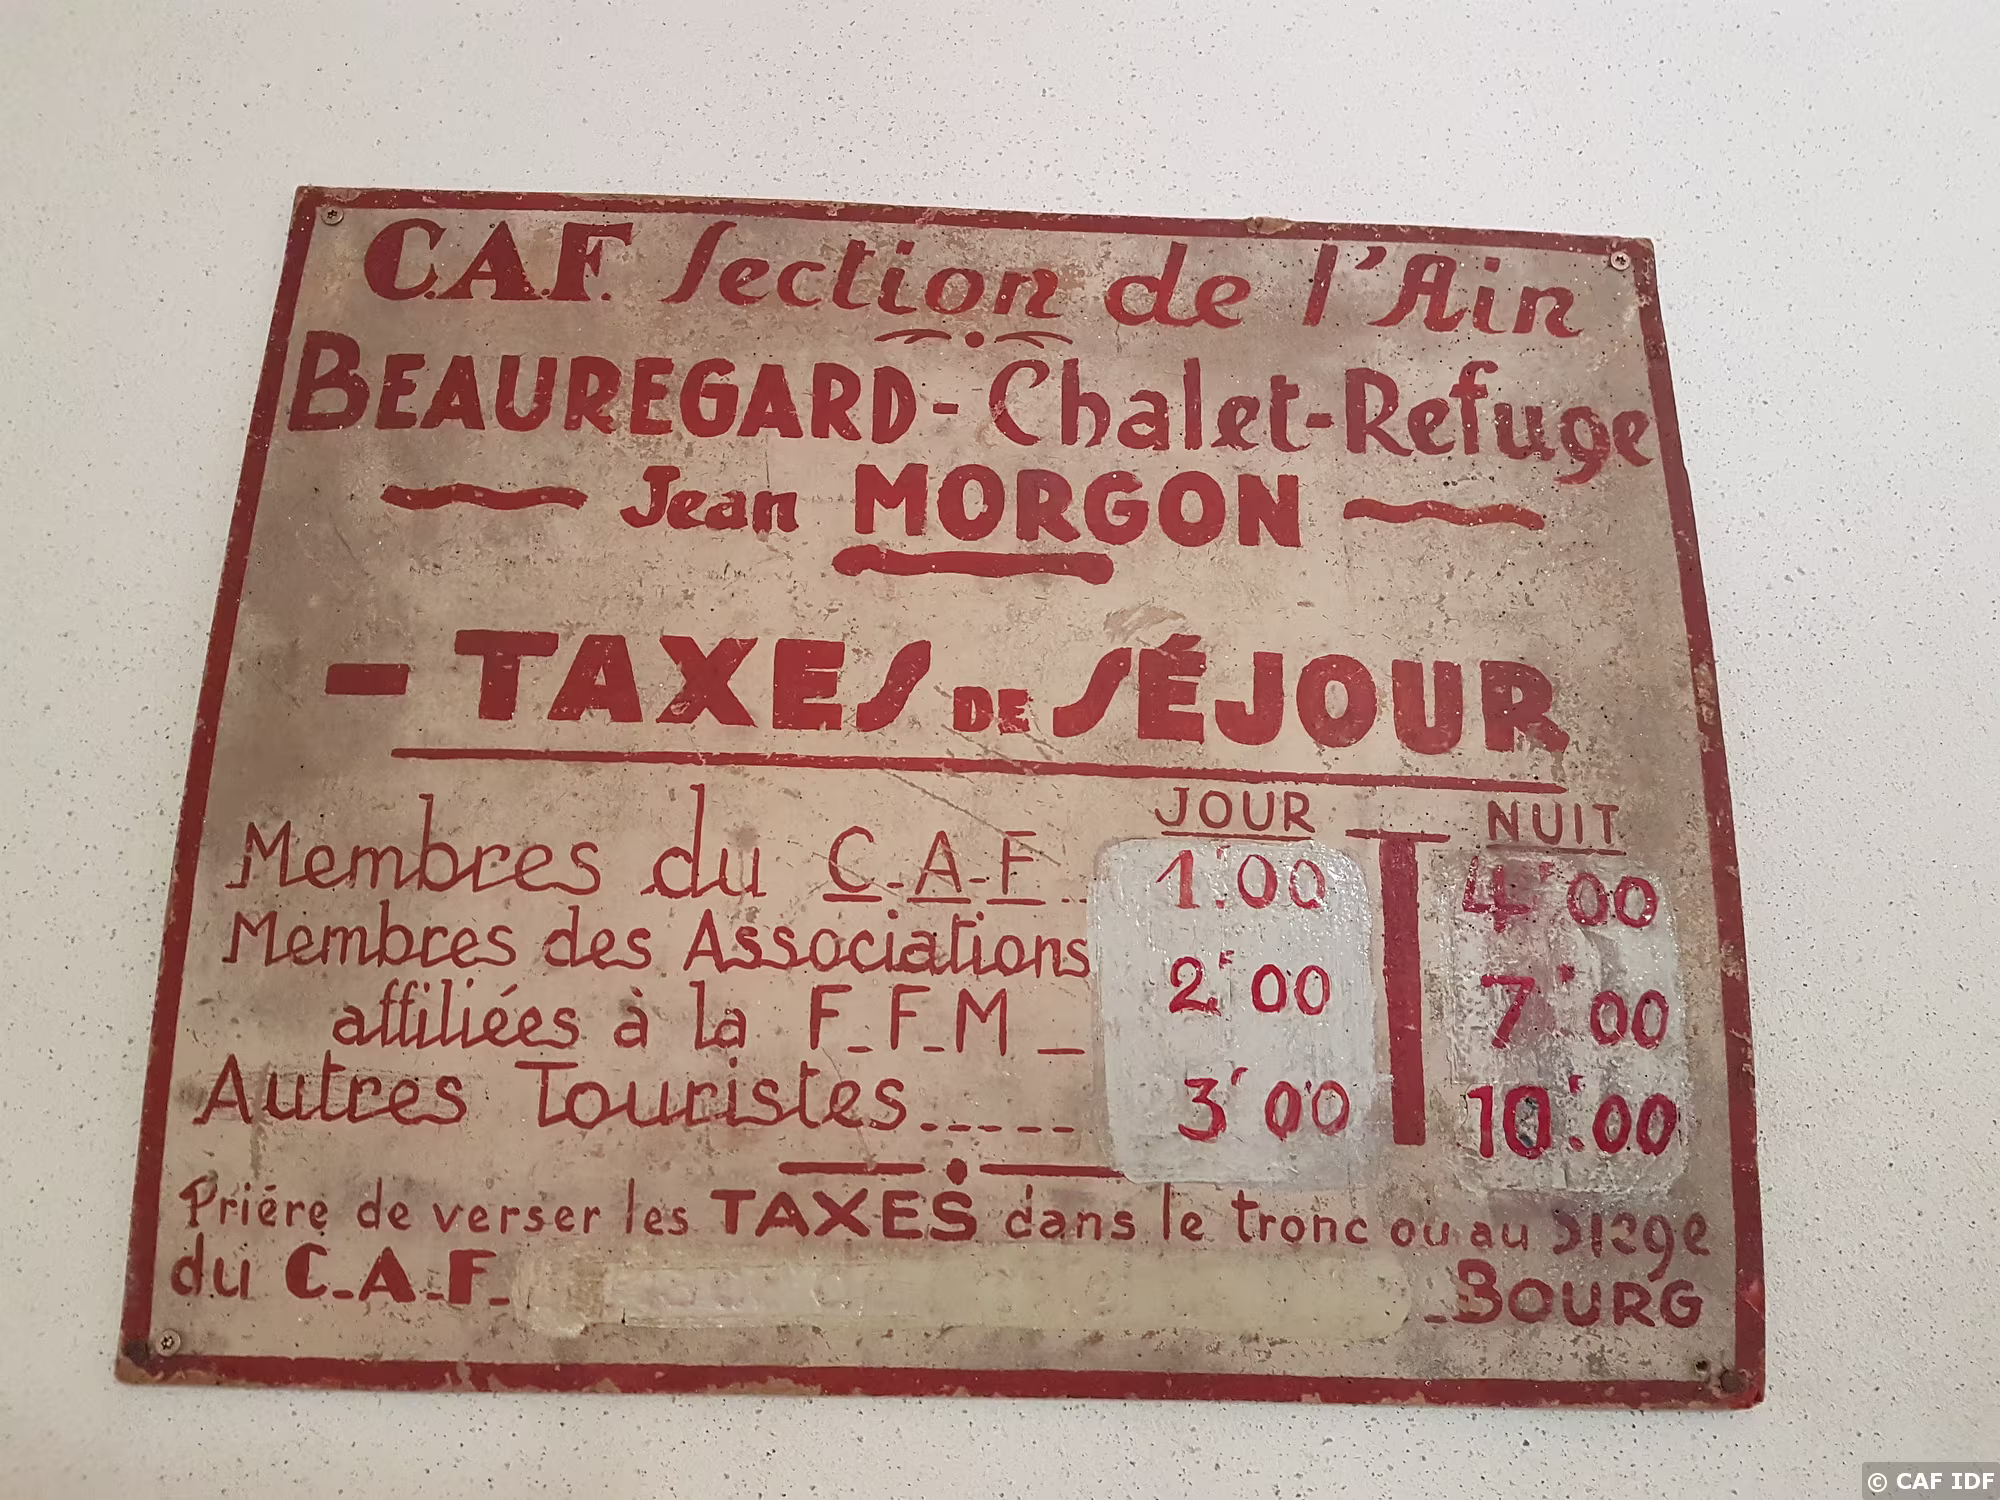 C.A.F. Section de l'Ain
BEAUREGARD - Chalet-Refuge
Jean MORGON
- TAXES DE SÉJOUR
JOUR NUIT
Membres du C.A.F. 1'00 4'00
Membres des Associations
affiliées à la F.F.M _ 2'00 7'00
Autres Touristes..... 3'00 10'.00
Priére de verser les TAXES dans le tronc ou au siège
du C.A.F. BOURG
© CAF IDF